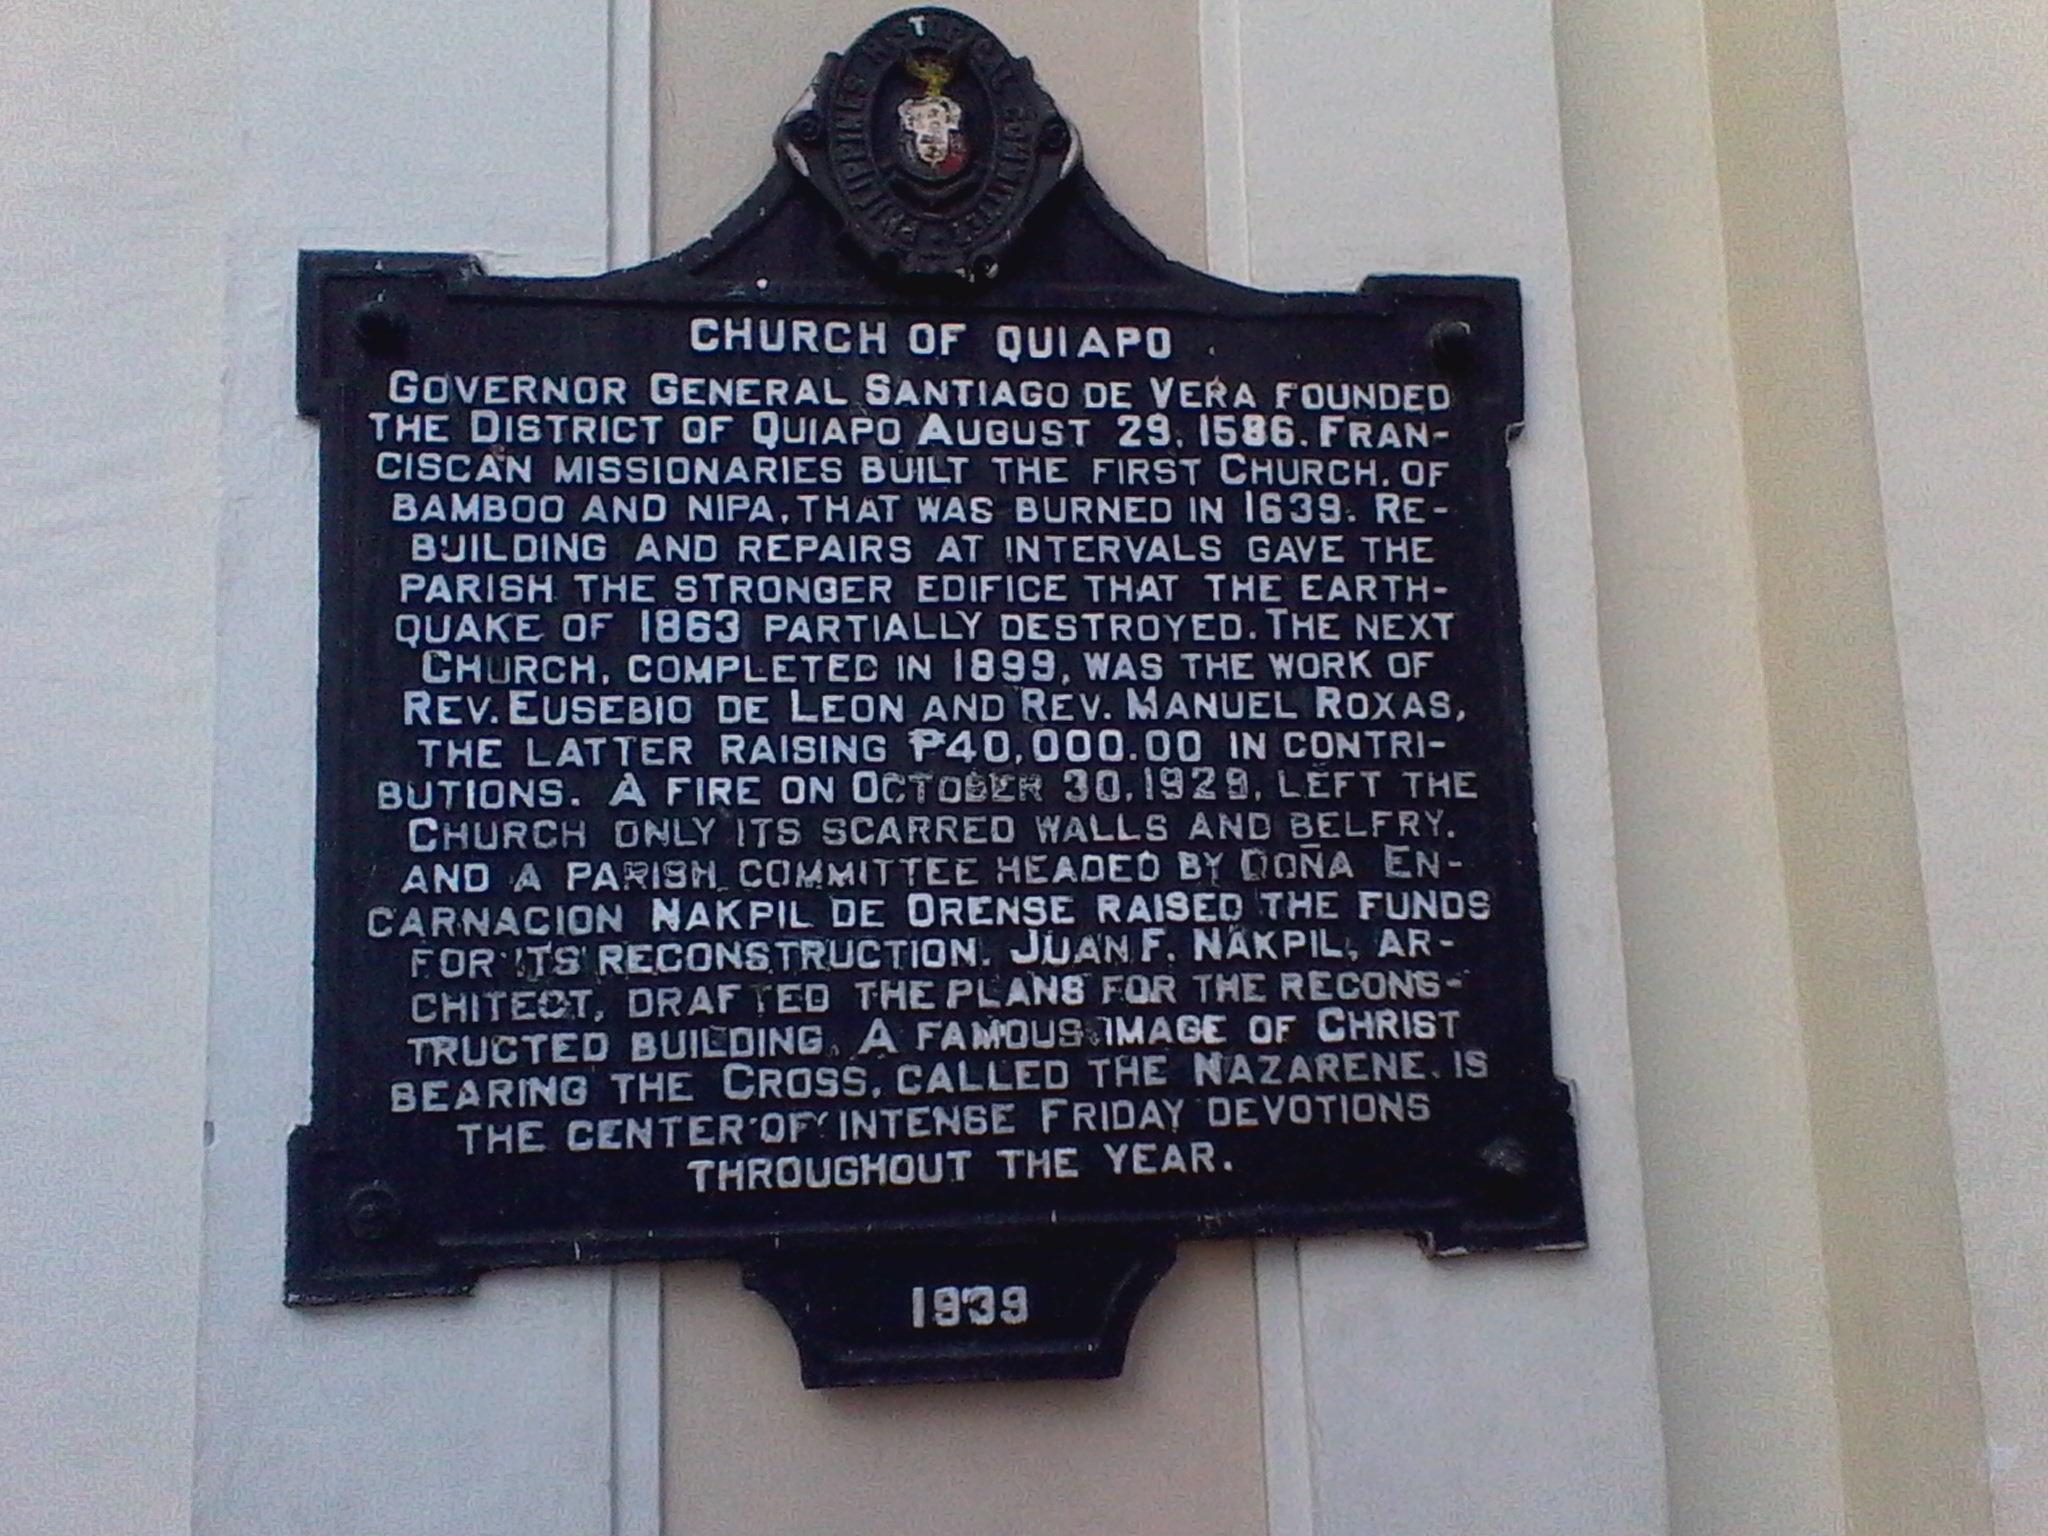 PHILIPPINES HISTORICAL COMMITTEE
CHURCH OF QUIAPO
GOVERNOR GENERAL SANTIAGO DE VERA FOUNDED
THE DISTRICT OF QUIAPO AUGUST 29, 1586. FRAN-
CISCAN MISSIONARIES BUILT THE FIRST CHURCH, OF
BAMBOO AND NIPA, THAT WAS BURNED IN 1639. RE-
BUILDING AND REPAIRS AT INTERVALS GAVE THE
PARISH THE STRONGER EDIFICE THAT THE EARTH-
QUAKE OF 1863 PARTIALLY DESTROYED. THE NEXT
CHURCH, COMPLETED IN 1899, WAS THE WORK OF
REV. EUSEBIO DE LEON AND REV. MANUEL ROXAS,
THE LATTER RAISING ₱40,000.00 IN CONTRI-
BUTIONS. A FIRE ON OCTOBER 30, 1929, LEFT THE
CHURCH ONLY ITS SCARRED WALLS AND BELFRY,
AND A PARISH COMMITTEE HEADED BY DOÑA EN-
CARNACION NAKPIL DE ORENSE RAISED THE FUNDS
FOR ITS RECONSTRUCTION. JUAN F. NAKPIL, AR-
CHITECT, DRAFTED THE PLANS FOR THE RECONS-
TRUCTED BUILDING. A FAMOUS IMAGE OF CHRIST
BEARING THE CROSS, CALLED THE NAZARENE, IS
THE CENTER OF INTENSE FRIDAY DEVOTIONS
THROUGHOUT THE YEAR.
1939